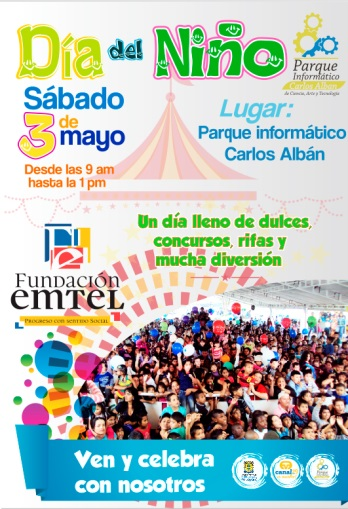 Día del Niño
Sábado
3 de
mayo
Desde las 9 am
hasta la 1 pm
Parque
Informático
Carlos Albán
de Ciencia, Arte y Tecnología
Lugar:
Parque informático
Carlos Albán
Un día lleno de dulces,
concursos, rifas y
mucha diversión
Fundación
emtel
Progreso con sentido Social
Ven y celebra
con nosotros
canal